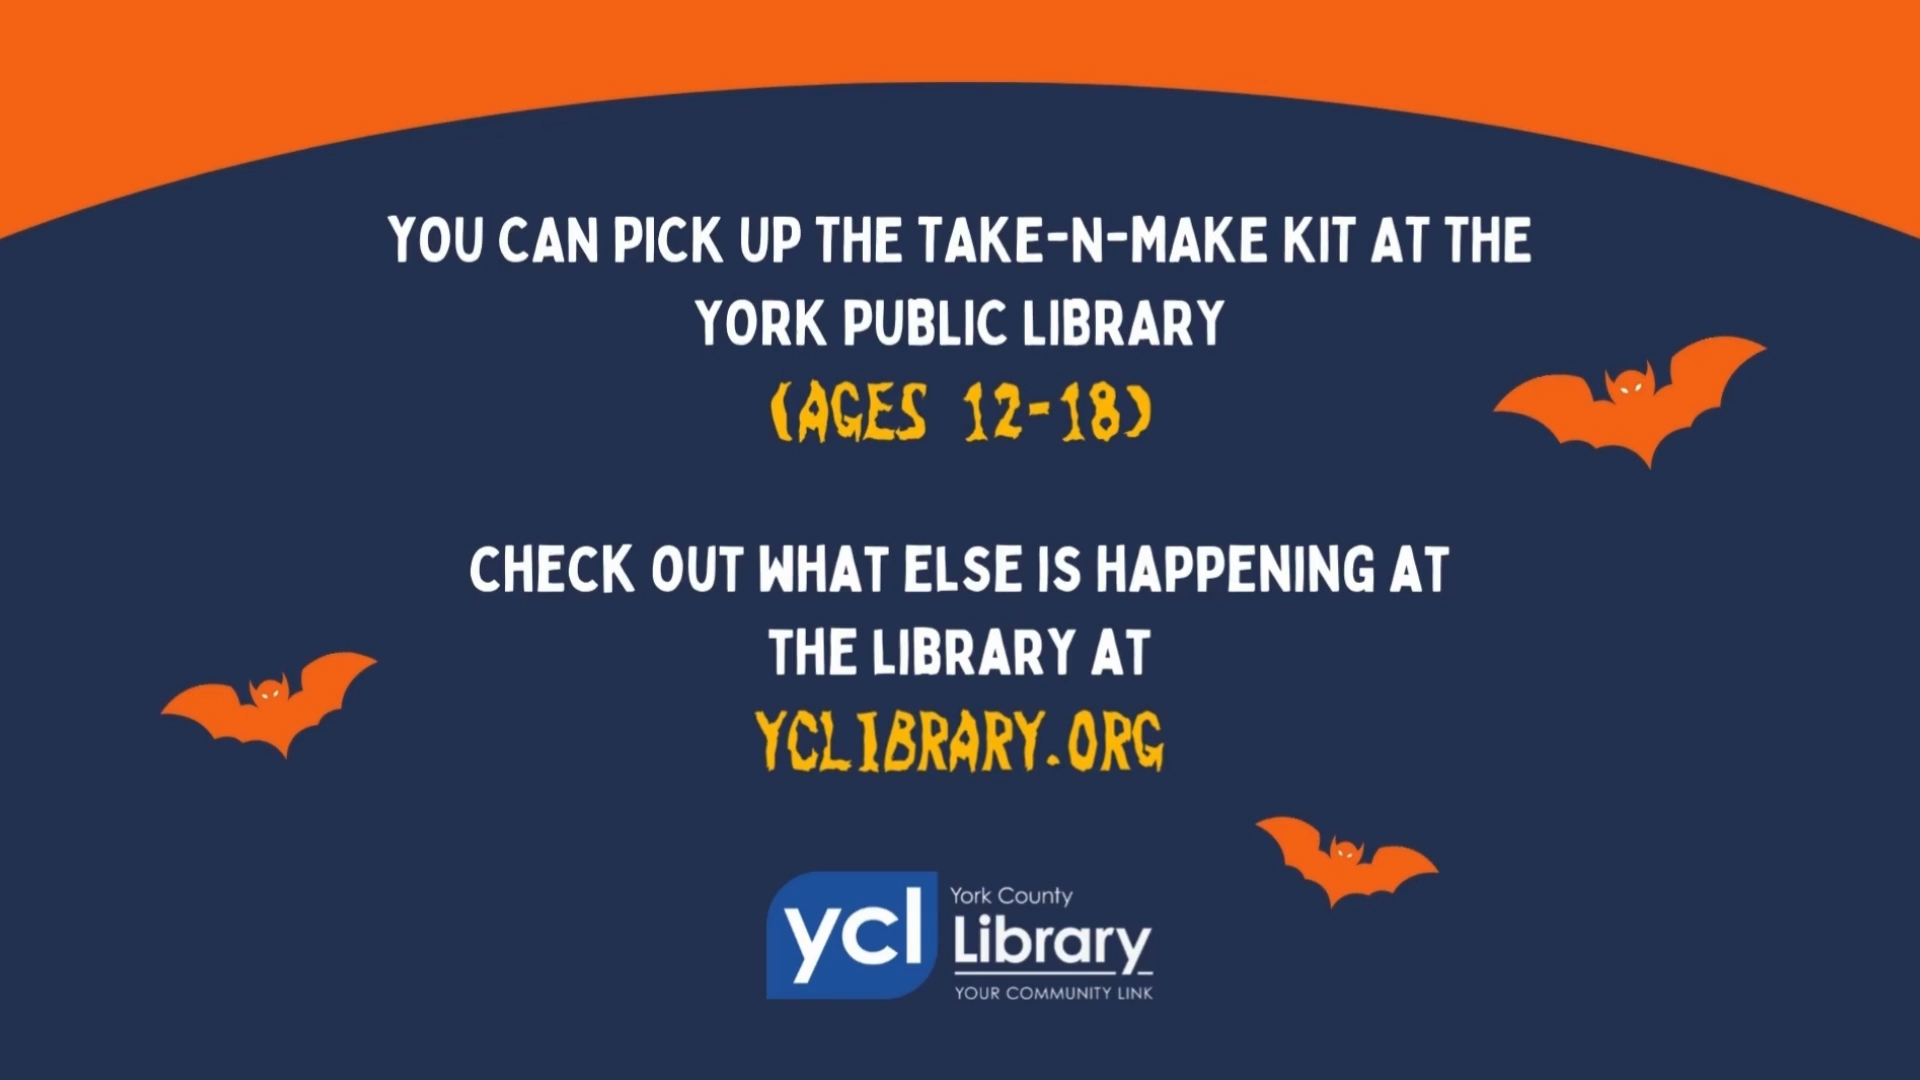 YOU CAN PICK UP THE TAKE-N-MAKE KIT AT THE
YORK PUBLIC LIBRARY
(AGES 12-18)
CHECK OUT WHAT ELSE IS HAPPENING AT
THE LIBRARY AT
YCLIBRARY.ORG
ycl
York County
Library
YOUR COMMUNITY LINK